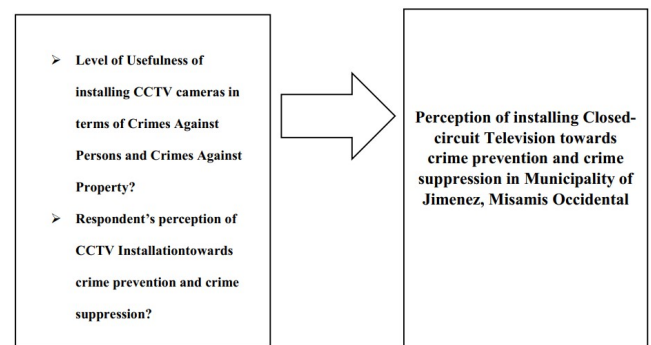 ➢ Level of Usefulness of
installing CCTV cameras in
terms of Crimes Against
Persons and Crimes Against
Property?
➢ Respondent's perception of
CCTV Installationtowards
crime prevention and crime
suppression?
Perception of installing Closed-
circuit Television towards
crime prevention and crime
suppression in Municipality of
Jimenez, Misamis Occidental